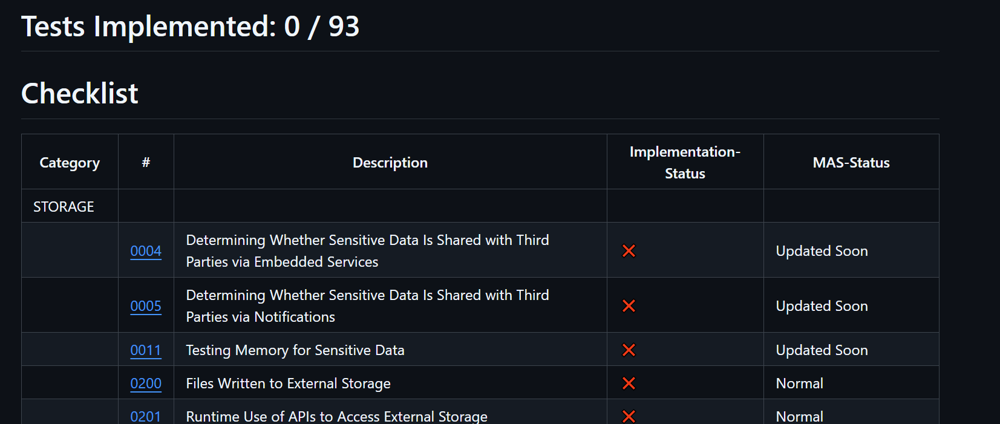 Tests Implemented: 0 / 93
Checklist
Category # Description Implementation-
Status MAS-Status
STORAGE
0004 Determining Whether Sensitive Data Is Shared with Third
Parties via Embedded Services ❌ Updated Soon
0005 Determining Whether Sensitive Data Is Shared with Third
Parties via Notifications ❌ Updated Soon
0011 Testing Memory for Sensitive Data ❌ Updated Soon
0200 Files Written to External Storage ❌ Normal
0201 Runtime Use of APIs to Access External Storage ❌ Normal